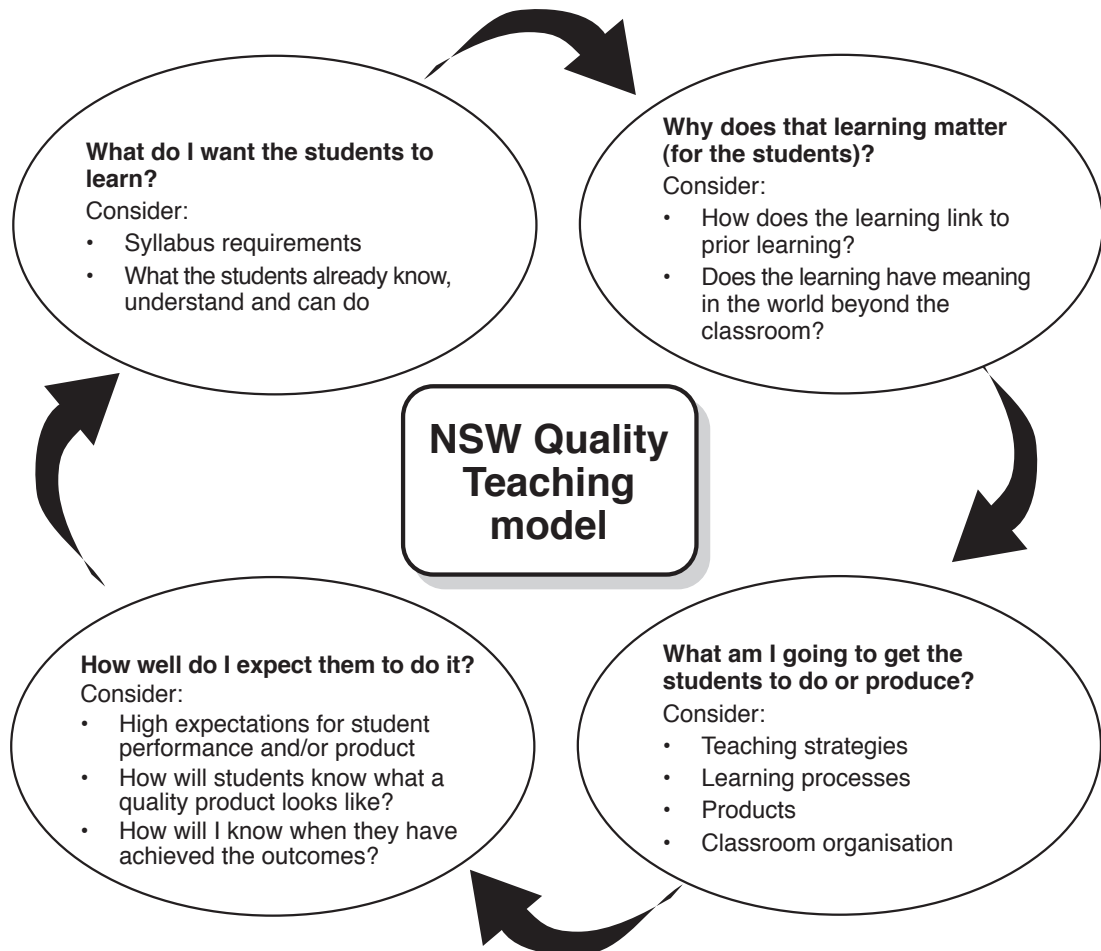 What do I want the students to
learn?
Consider:
• Syllabus requirements
• What the students already know,
understand and can do
Why does that learning matter
(for the students)?
Consider:
• How does the learning link to
prior learning?
• Does the learning have meaning
in the world beyond the
classroom?
NSW Quality
Teaching
model
How well do I expect them to do it?
Consider:
• High expectations for student
performance and/or product
• How will students know what a
quality product looks like?
• How will I know when they have
achieved the outcomes?
What am I going to get the
students to do or produce?
Consider:
• Teaching strategies
• Learning processes
• Products
• Classroom organisation